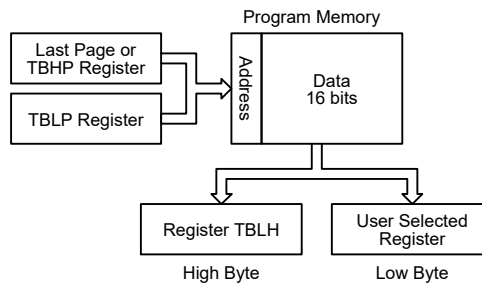 Program Memory
Last Page or
TBHP Register
TBLP Register
Address
Data
16 bits
Register TBLH
User Selected
Register
High Byte
Low Byte